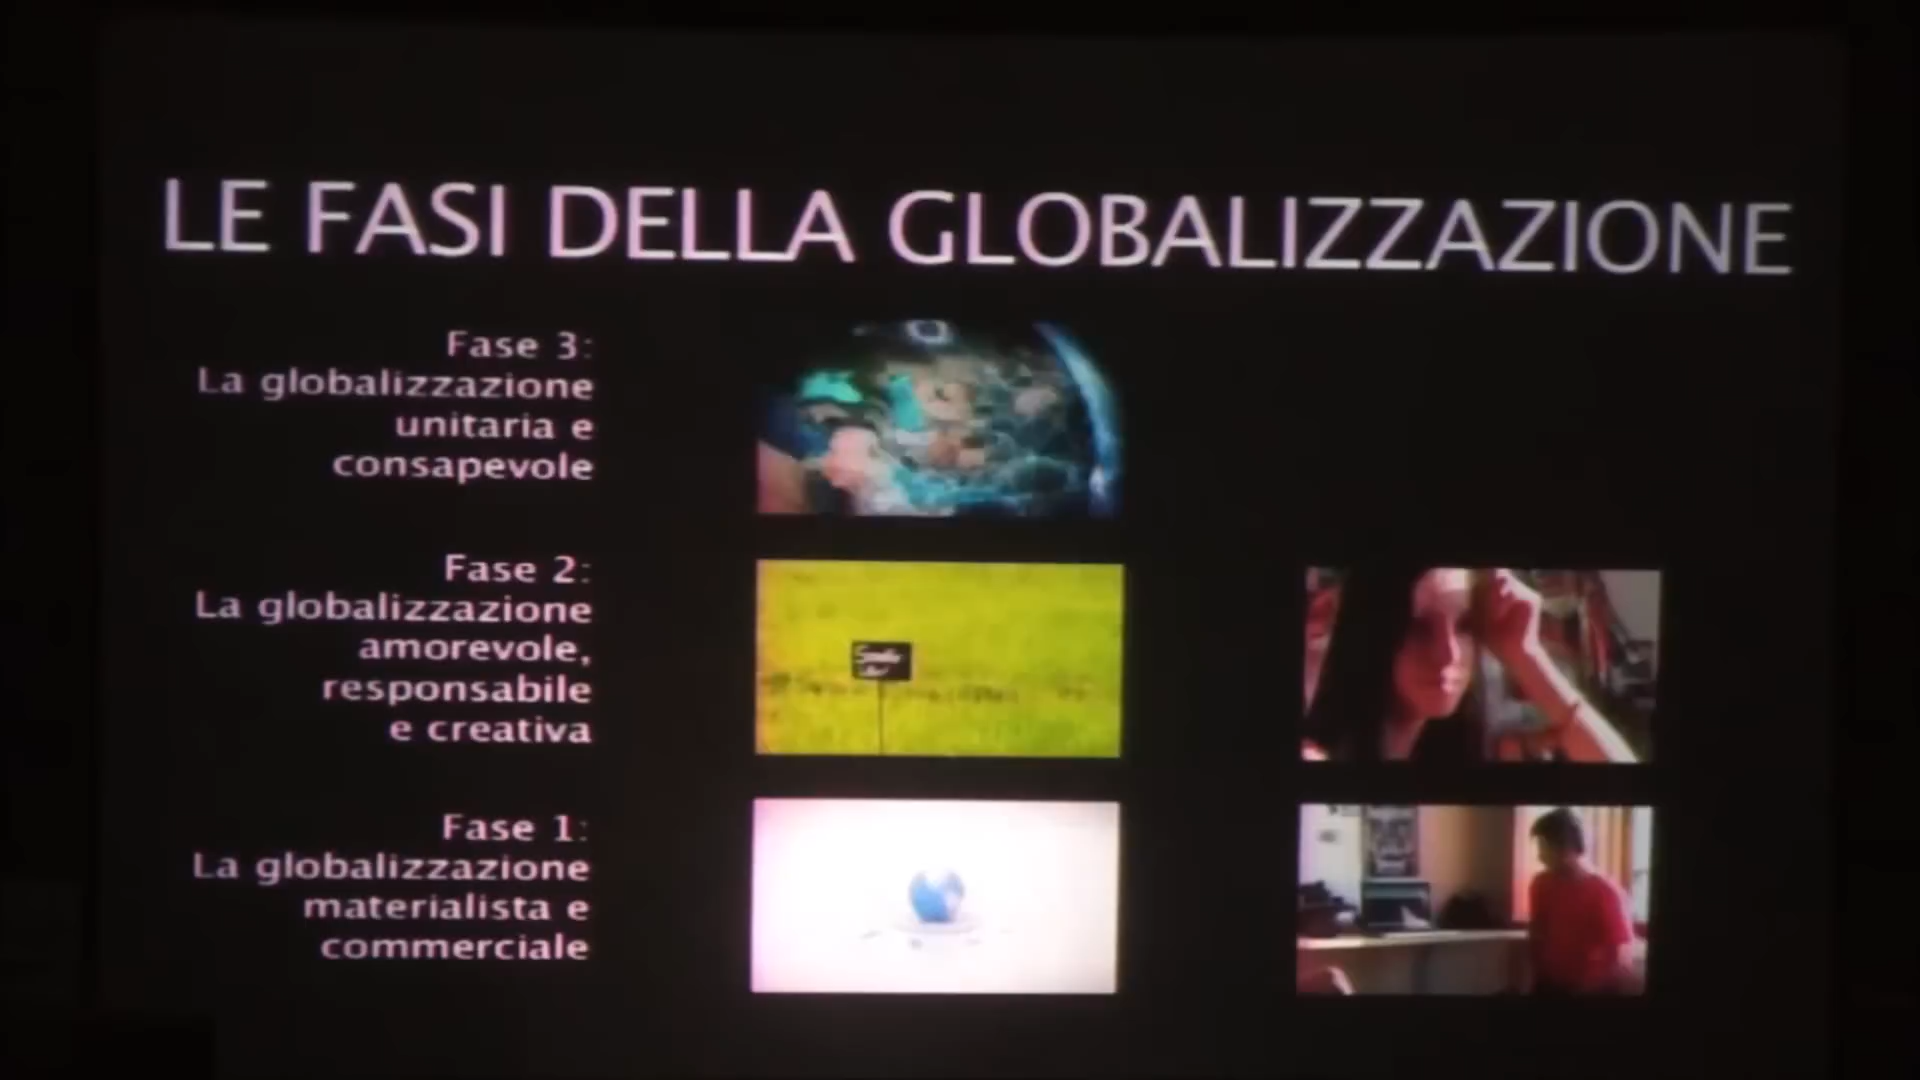 LE FASI DELLA GLOBALIZZAZIONE
Fase 3:
La globalizzazione
unitaria e
consapevole
Fase 2:
La globalizzazione
amorevole,
responsabile
e creativa
Fase 1:
La globalizzazione
materialista e
commerciale